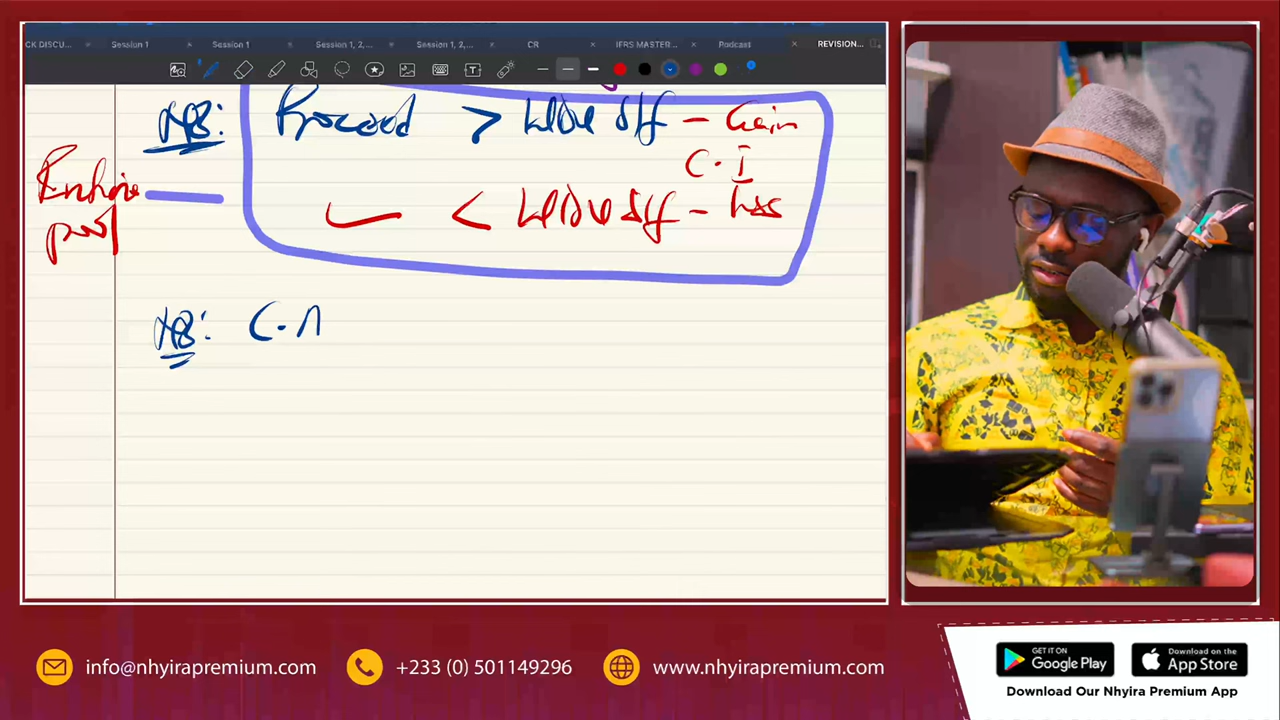 CK DISCU... Session 1 Session 1 Session 1, 2,... Session 1, 2,... CR IFRS MASTER... Podcast REVISION...
NB: Proceed > WDV d/f - Gain
C.I
Entire
pool
< WDV d/f - loss
NB: C.A
info@nhyirapremium.com
+233 (0) 501149296
www.nhyirapremium.com
GET IT ON
Google Play
Download on the
App Store
Download Our Nhyira Premium App